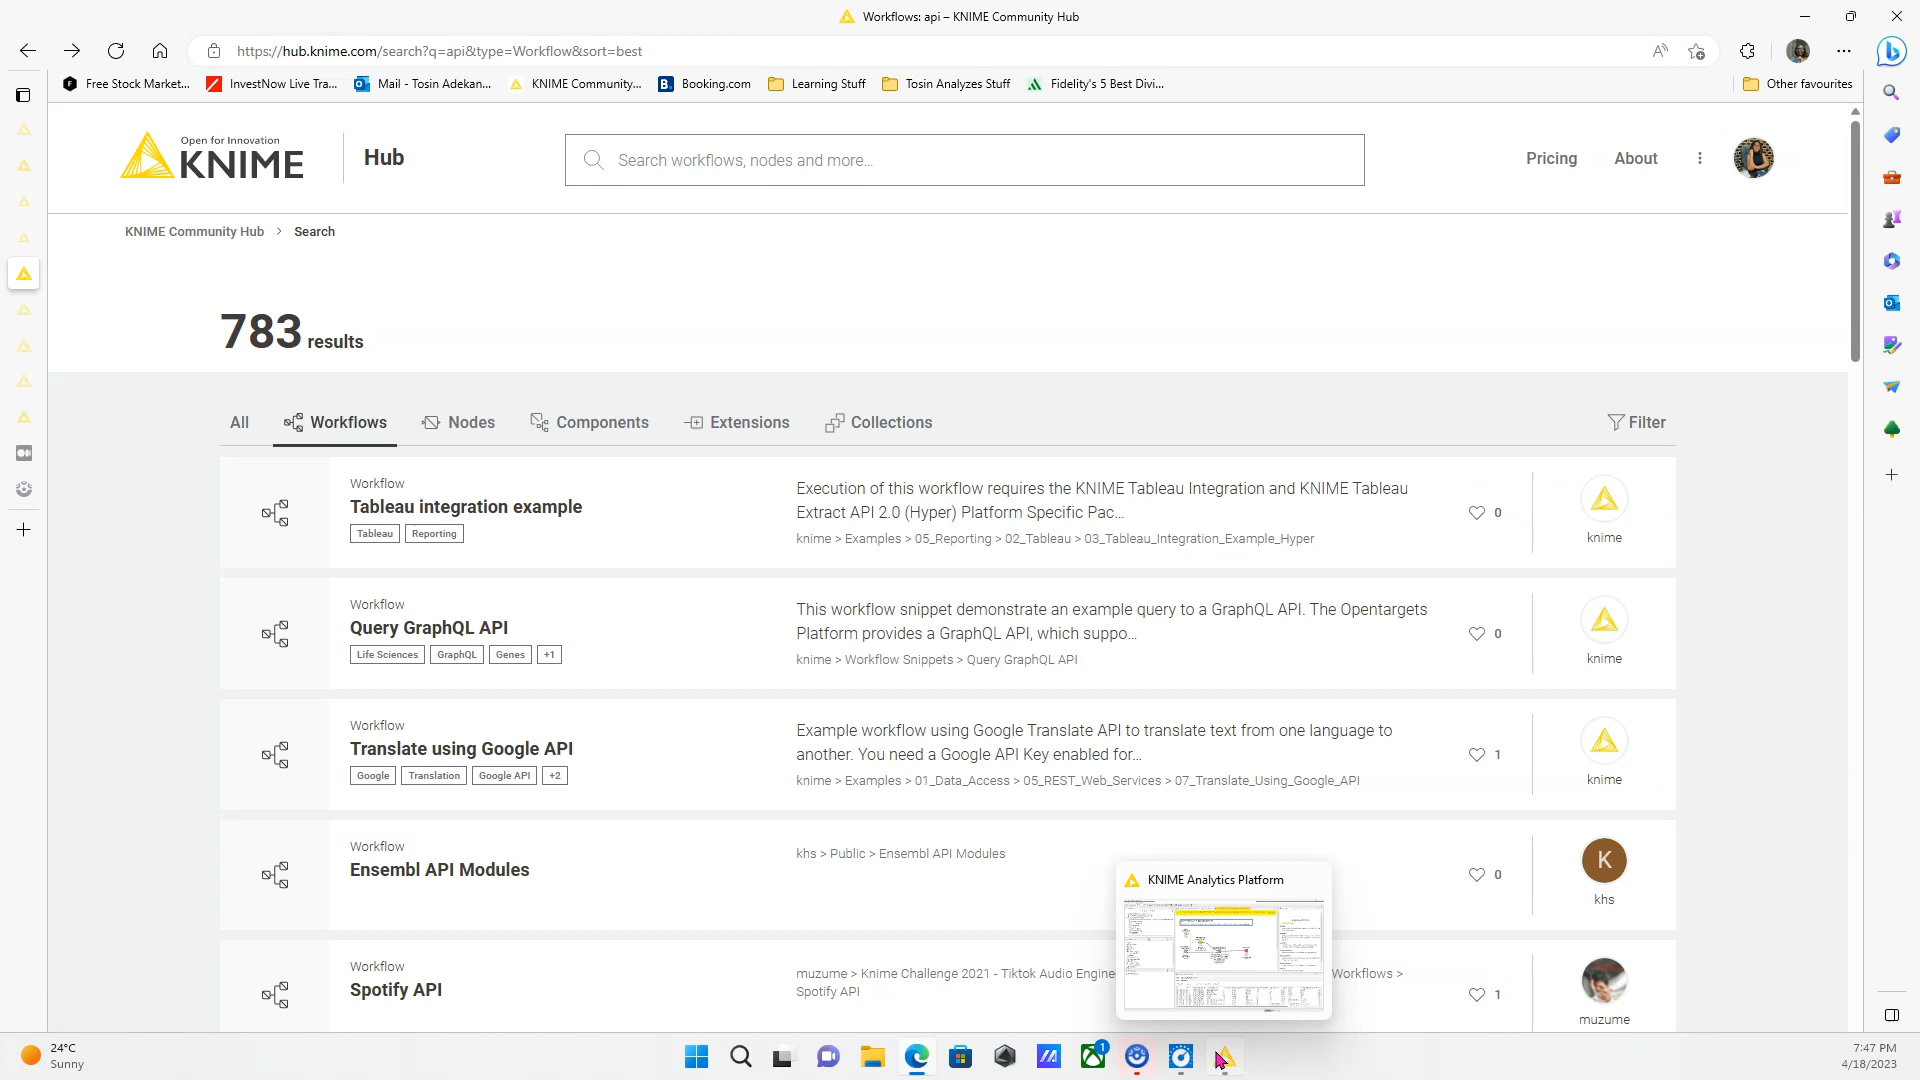 Workflows: api – KNIME Community Hub
https://hub.knime.com/search?q=api&type=Workflow&sort=best
Free Stock Market...
InvestNow Live Tra...
Mail - Tosin Adekan...
KNIME Community...
Booking.com
Learning Stuff
Tosin Analyzes Stuff
Fidelity's 5 Best Divi...
Other favourites
Open for Innovation
KNIME
Hub
Search workflows, nodes and more...
Pricing
About
KNIME Community Hub > Search
783 results
All
Workflows
Nodes
Components
Extensions
Collections
Filter
Workflow
Tableau integration example
Tableau
Reporting
Execution of this workflow requires the KNIME Tableau Integration and KNIME Tableau
Extract API 2.0 (Hyper) Platform Specific Pac...
knime > Examples > 05_Reporting > 02_Tableau > 03_Tableau_Integration_Example_Hyper
0
knime
Workflow
Query GraphQL API
Life Sciences
GraphQL
Genes
+1
This workflow snippet demonstrate an example query to a GraphQL API. The Opentargets
Platform provides a GraphQL API, which suppo...
knime > Workflow Snippets > Query GraphQL API
0
knime
Workflow
Translate using Google API
Google
Translation
Google API
+2
Example workflow using Google Translate API to translate text from one language to
another. You need a Google API Key enabled for...
knime > Examples > 01_Data_Access > 05_REST_Web_Services > 07_Translate_Using_Google_API
1
knime
Workflow
Ensembl API Modules
khs > Public > Ensembl API Modules
0
K
khs
KNIME Analytics Platform
Workflow
Spotify API
muzume > Knime Challenge 2021 - Tiktok Audio Engine
Workflows >
Spotify API
1
muzume
24°C
Sunny
1
7:47 PM
4/18/2023